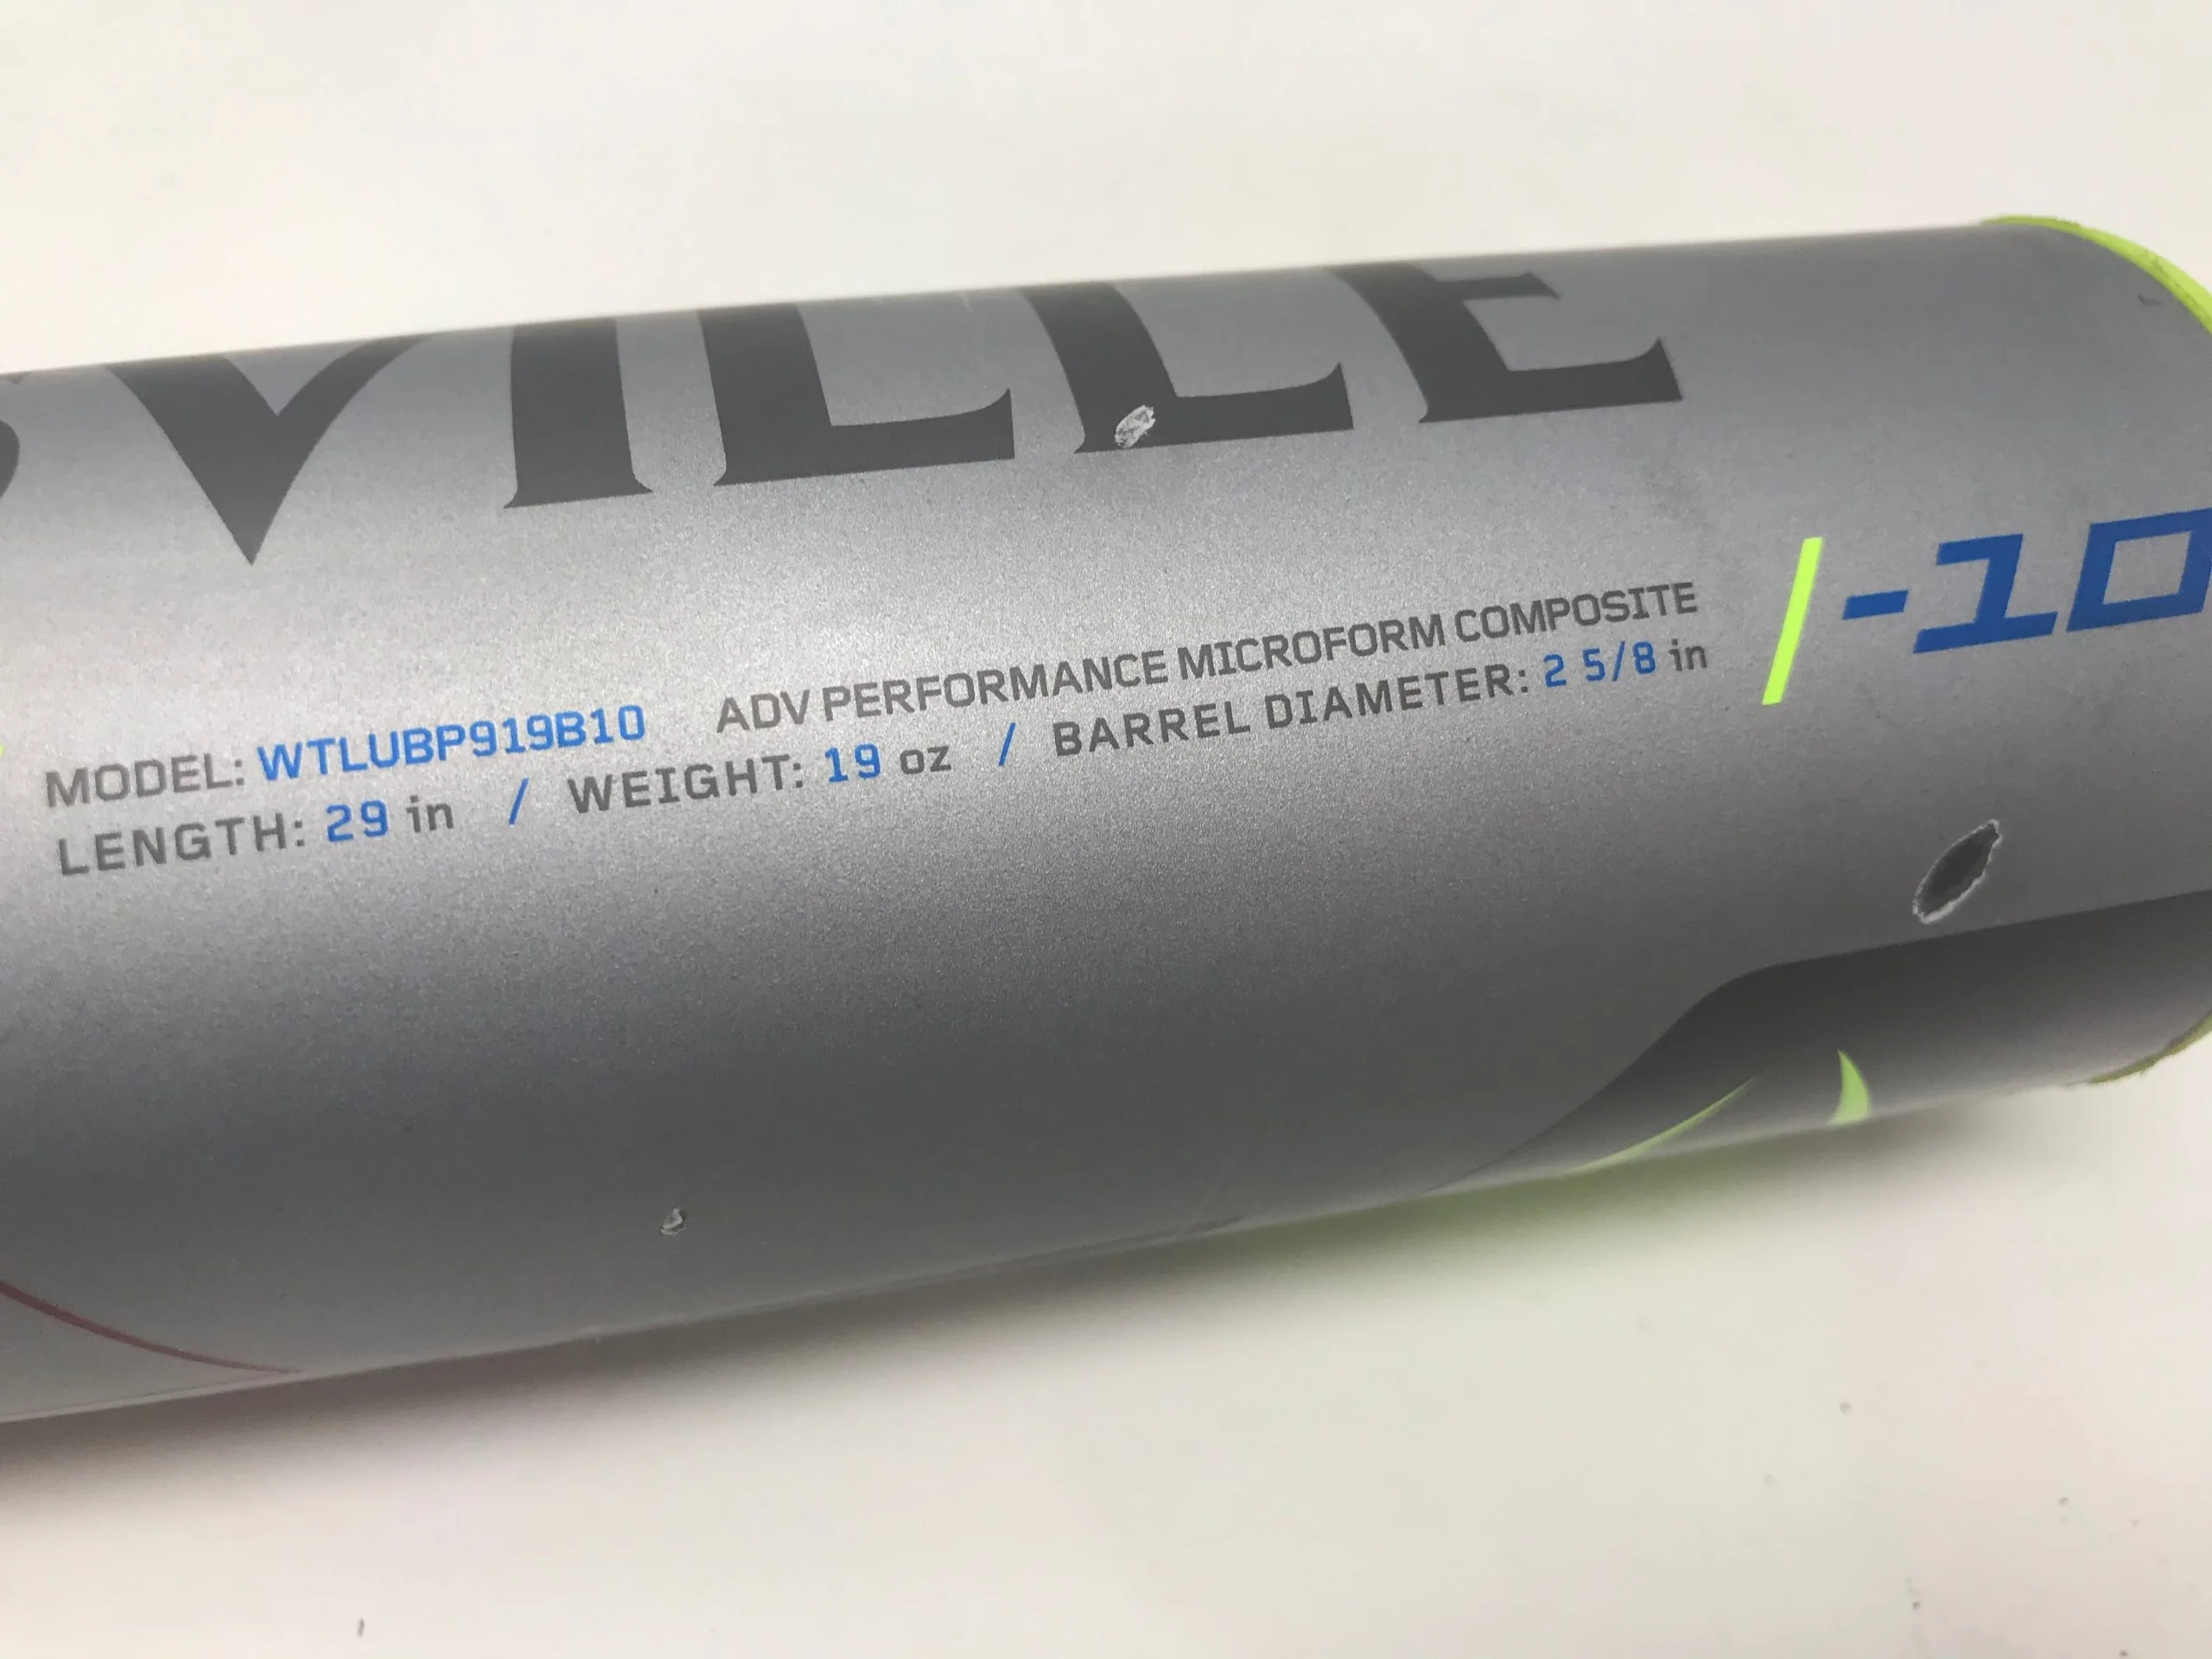 VILLE
/-10
MODEL: WTLUBP919B10 ADV PERFORMANCE MICROFORM COMPOSITE
LENGTH: 29 in / WEIGHT: 19 oz / BARREL DIAMETER: 2 5/8 in